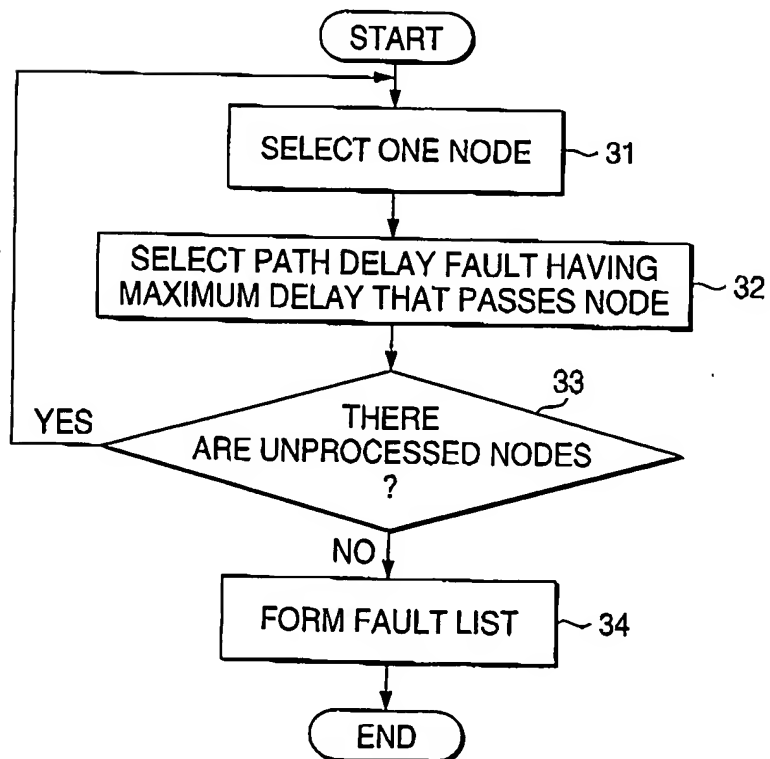 START
SELECT ONE NODE
31
SELECT PATH DELAY FAULT HAVING
MAXIMUM DELAY THAT PASSES NODE
32
33
YES
THERE
ARE UNPROCESSED NODES
?
NO
FORM FAULT LIST
34
END